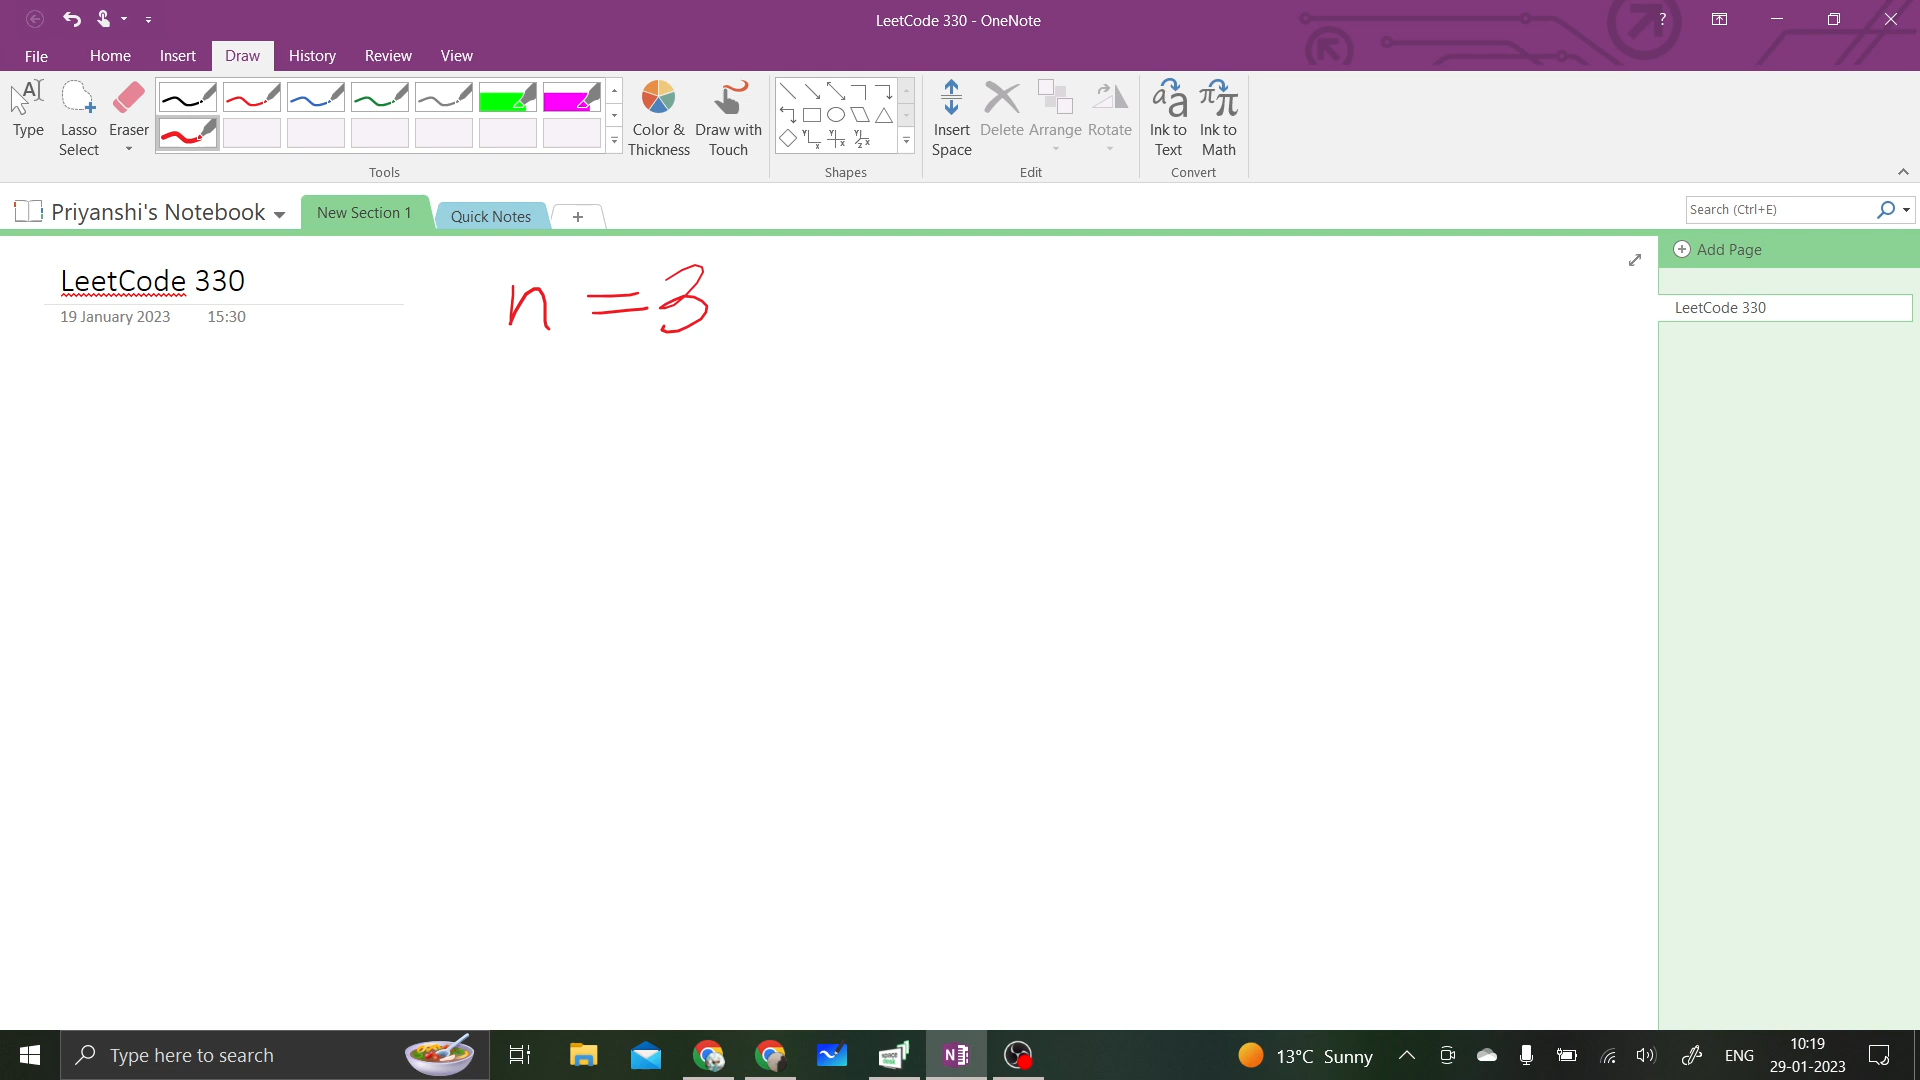 LeetCode 330 - OneNote
?
File Home Insert Draw History Review View
Type
Lasso Select
Eraser
Color & Thickness
Draw with Touch
Insert Space
Delete
Arrange
Rotate
Ink to Text
Ink to Math
Tools Shapes Edit Convert
Priyanshi's Notebook New Section 1 Quick Notes +
Search (Ctrl+E)
Add Page
LeetCode 330
19 January 2023 15:30
n = 3
LeetCode 330
Type here to search
13°C Sunny
ENG
10:19
29-01-2023